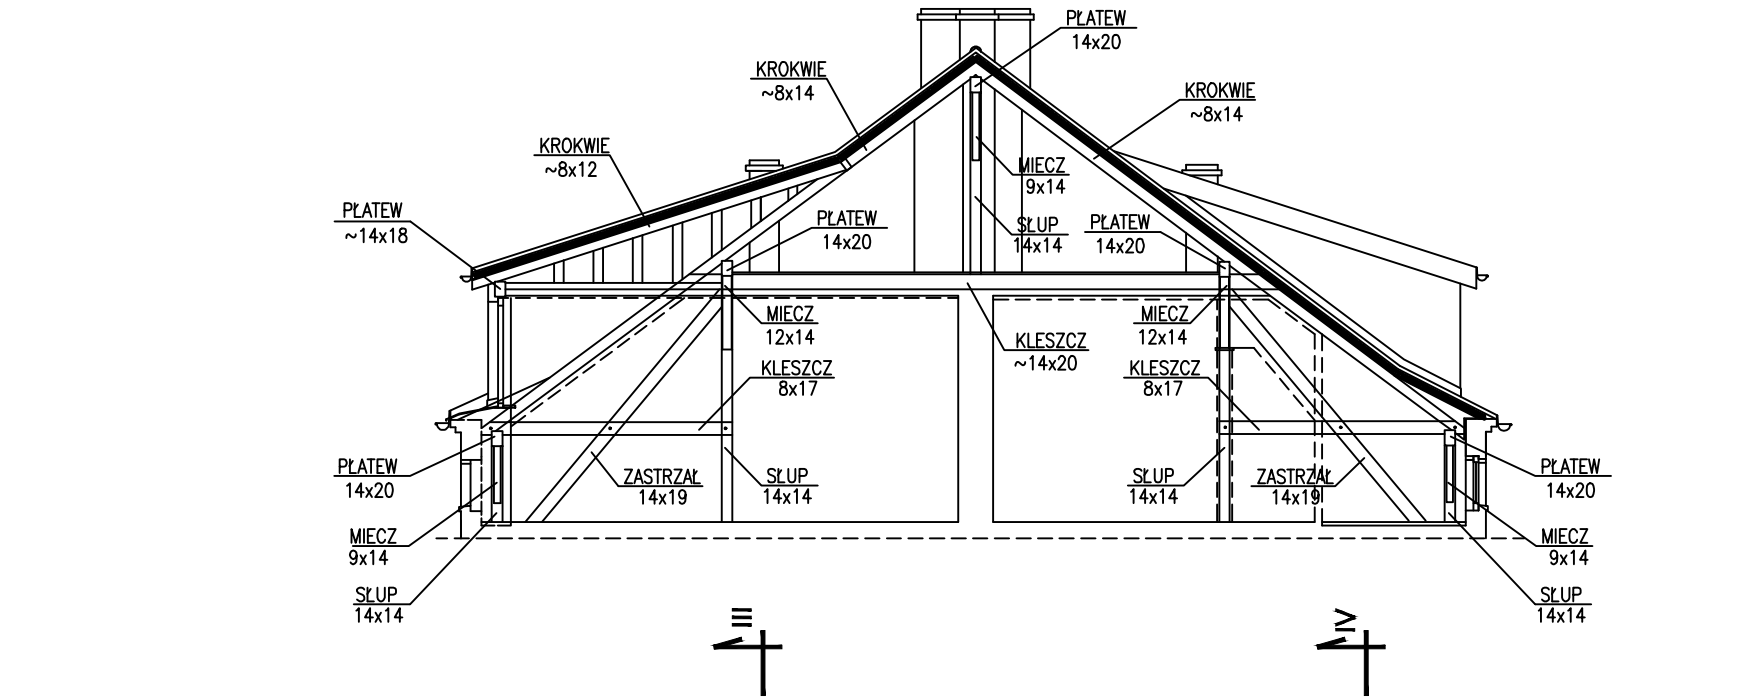 PŁATEW
14x20
KROKWIE
~8x14
KROKWIE
~8x14
KROKWIE
~8x12
MIECZ
9x14
PŁATEW
~14x18
PŁATEW
14x20
SŁUP
14x14
PŁATEW
14x20
MIECZ
12x14
MIECZ
12x14
KLESZCZ
~14x20
KLESZCZ
8x17
KLESZCZ
8x17
PŁATEW
14x20
ZASTRZAŁ
14x19
SŁUP
14x14
SŁUP
14x14
ZASTRZAŁ
14x19
PŁATEW
14x20
MIECZ
9x14
MIECZ
9x14
SŁUP
14x14
SŁUP
14x14
III
IV